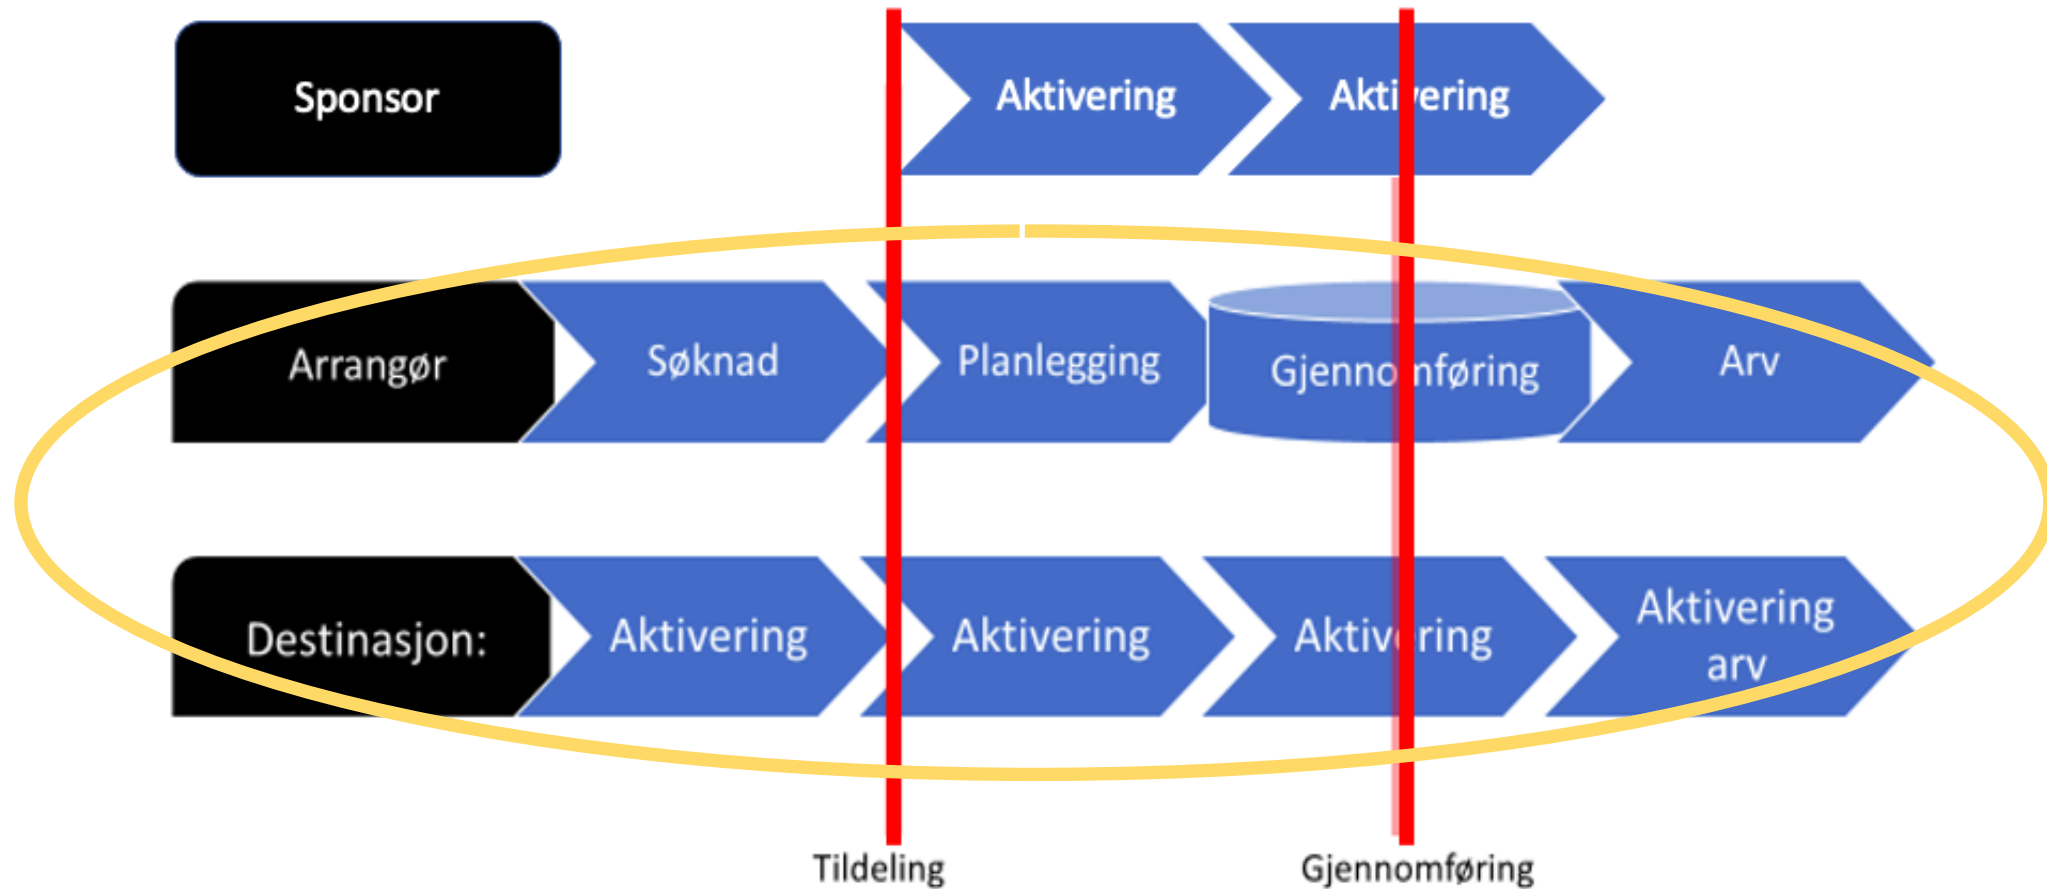 Sponsor
Aktivering
Aktivering
Arrangør
Søknad
Planlegging
Gjennomføring
Arv
Destinasjon:
Aktivering
Aktivering
Aktivering
Aktivering
arv
Tildeling
Gjennomføring